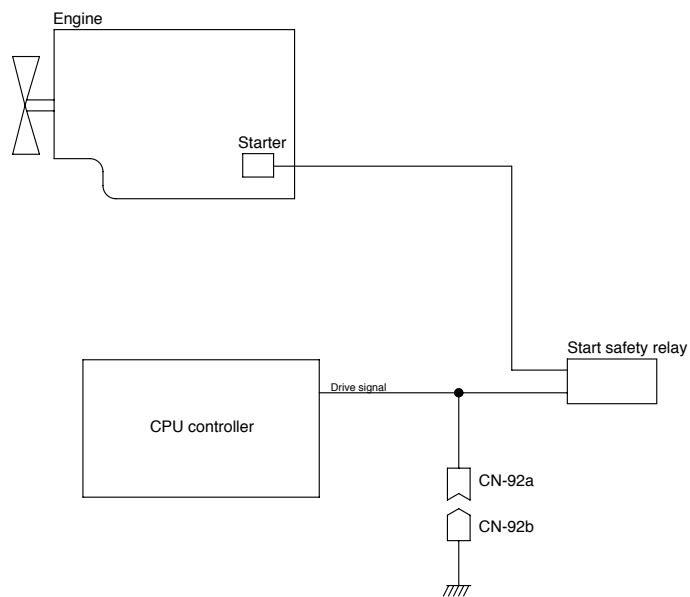 Engine
Starter
Start safety relay
Drive signal
CPU controller
CN-92a
CN-92b